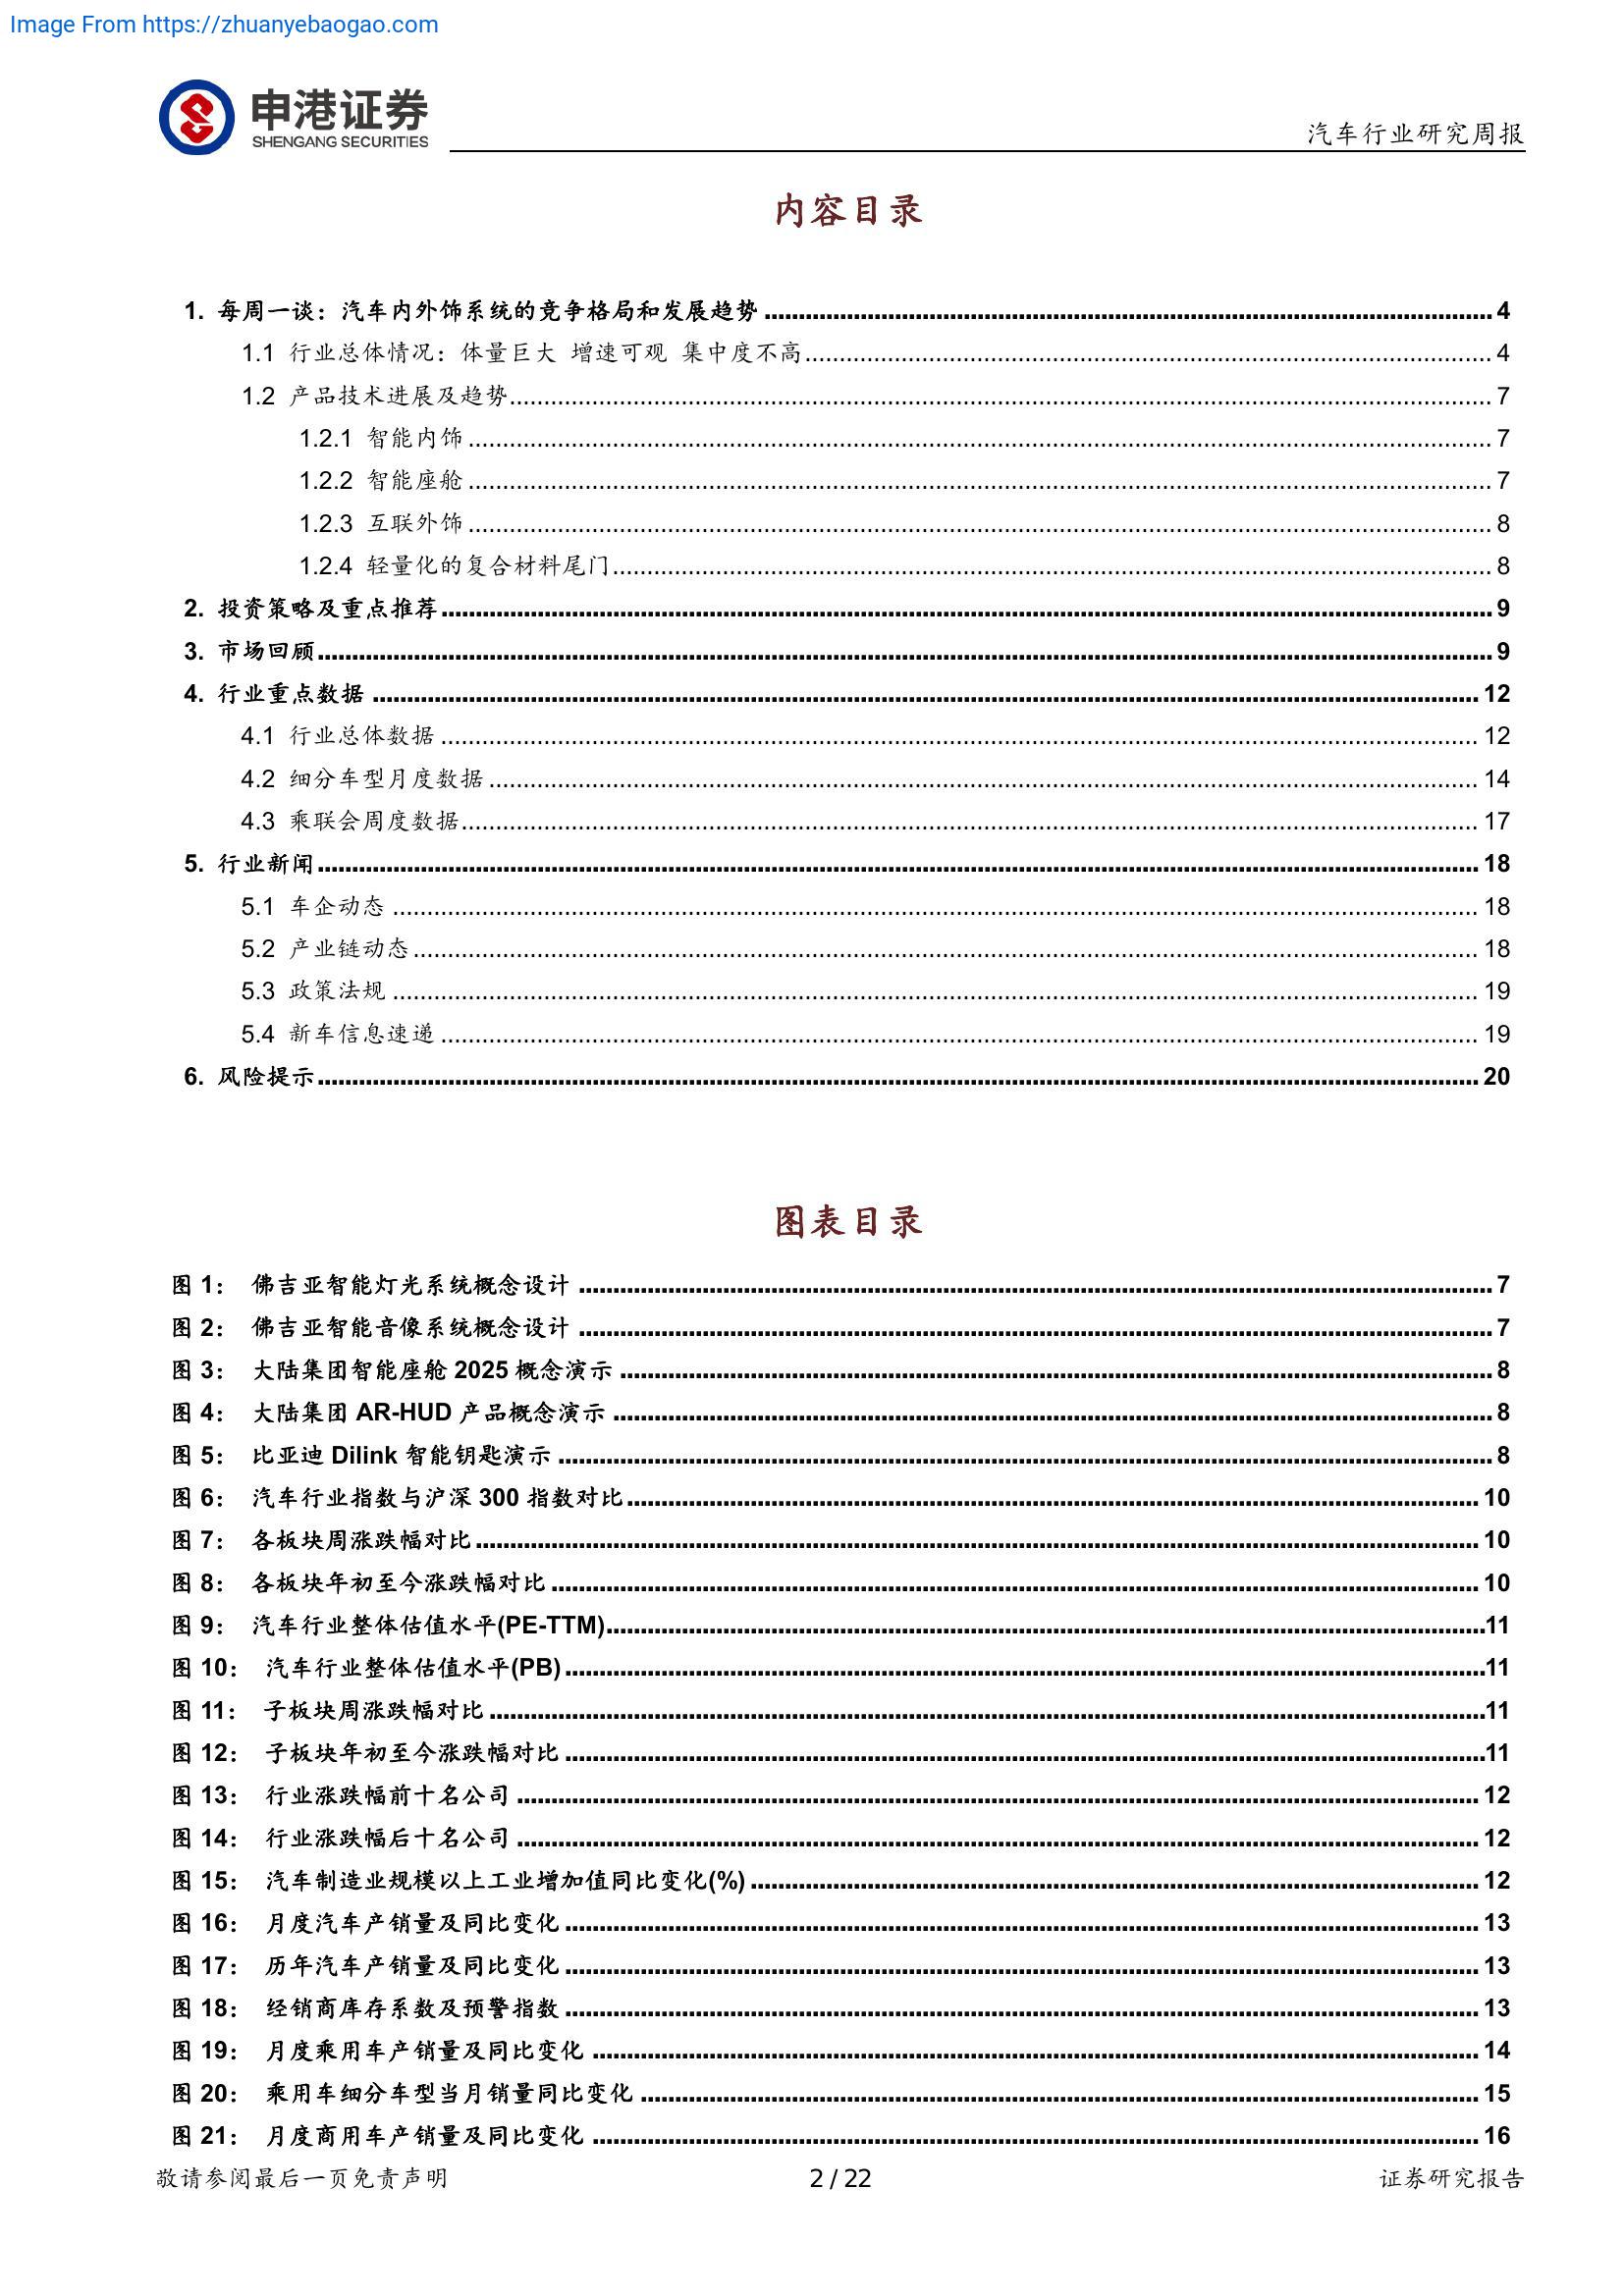 Image From https://zhuanyebaogao.com
申港证券
SHENGANG SECURITIES
汽车行业研究周报
内容目录
1. 每周一谈：汽车内外饰系统的竞争格局和发展趋势 4
1.1 行业总体情况：体量巨大 增速可观 集中度不高 4
1.2 产品技术进展及趋势 7
1.2.1 智能内饰 7
1.2.2 智能座舱 7
1.2.3 互联外饰 8
1.2.4 轻量化的复合材料尾门 8
2. 投资策略及重点推荐 9
3. 市场回顾 9
4. 行业重点数据 12
4.1 行业总体数据 12
4.2 细分车型月度数据 14
4.3 乘联会周度数据 17
5. 行业新闻 18
5.1 车企动态 18
5.2 产业链动态 18
5.3 政策法规 19
5.4 新车信息速递 19
6. 风险提示 20
图表目录
图 1： 佛吉亚智能灯光系统概念设计 7
图 2： 佛吉亚智能音像系统概念设计 7
图 3： 大陆集团智能座舱 2025 概念演示 8
图 4： 大陆集团 AR-HUD 产品概念演示 8
图 5： 比亚迪 Dilink 智能钥匙演示 8
图 6： 汽车行业指数与沪深 300 指数对比 10
图 7： 各板块周涨跌幅对比 10
图 8： 各板块年初至今涨跌幅对比 10
图 9： 汽车行业整体估值水平(PE-TTM) 11
图 10： 汽车行业整体估值水平(PB) 11
图 11： 子板块周涨跌幅对比 11
图 12： 子板块年初至今涨跌幅对比 11
图 13： 行业涨跌幅前十名公司 12
图 14： 行业涨跌幅后十名公司 12
图 15： 汽车制造业规模以上工业增加值同比变化(%) 12
图 16： 月度汽车产销量及同比变化 13
图 17： 历年汽车产销量及同比变化 13
图 18： 经销商库存系数及预警指数 13
图 19： 月度乘用车产销量及同比变化 14
图 20： 乘用车细分车型当月销量同比变化 15
图 21： 月度商用车产销量及同比变化 16
敬请参阅最后一页免责声明
2 / 22
证券研究报告